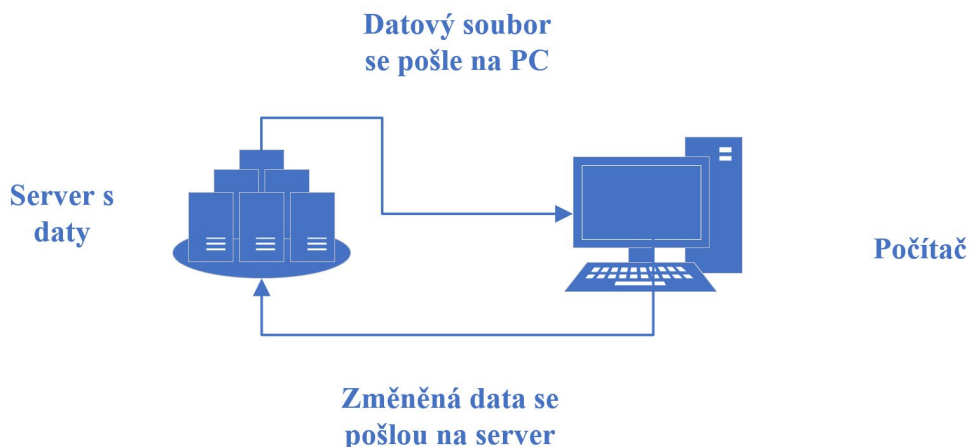 Datový soubor
se pošle na PC
Server s
daty
Počítač
Změněná data se
pošlou na server